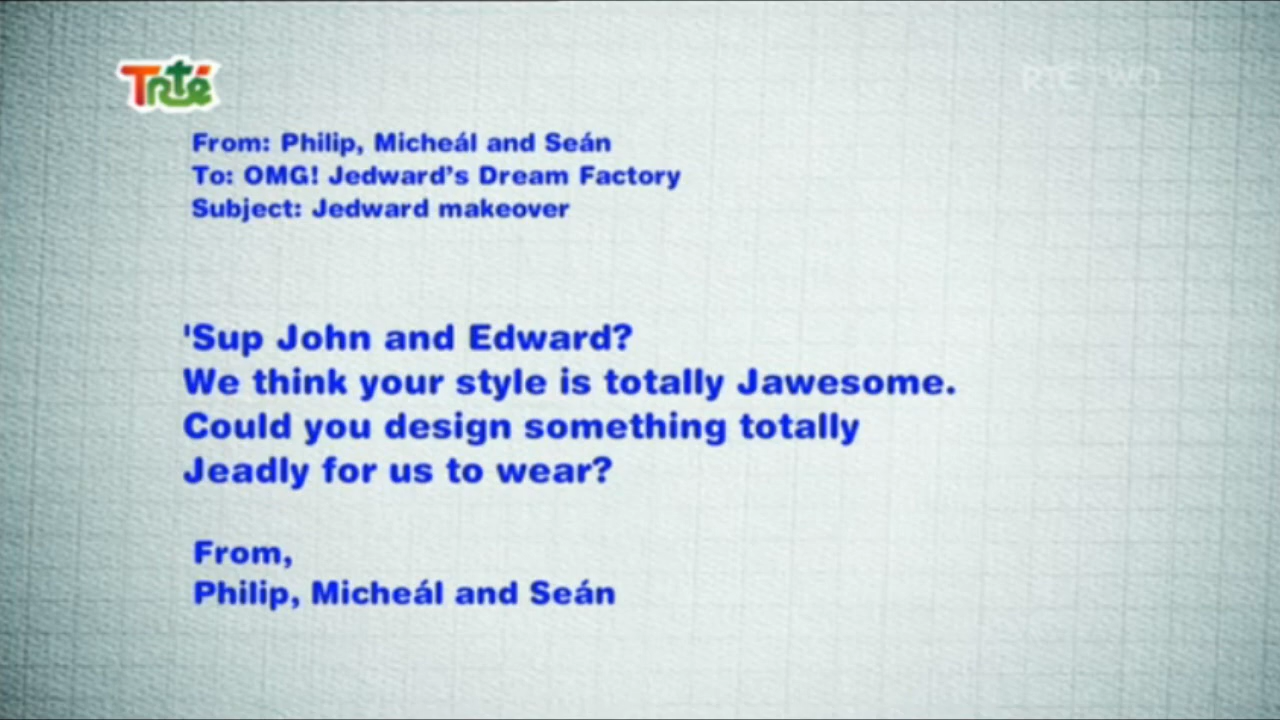 TRTÉ
RTÉ TWO
From: Philip, Micheál and Seán
To: OMG! Jedward’s Dream Factory
Subject: Jedward makeover
'Sup John and Edward?
We think your style is totally Jawesome.
Could you design something totally
Jeadly for us to wear?
From,
Philip, Micheál and Seán